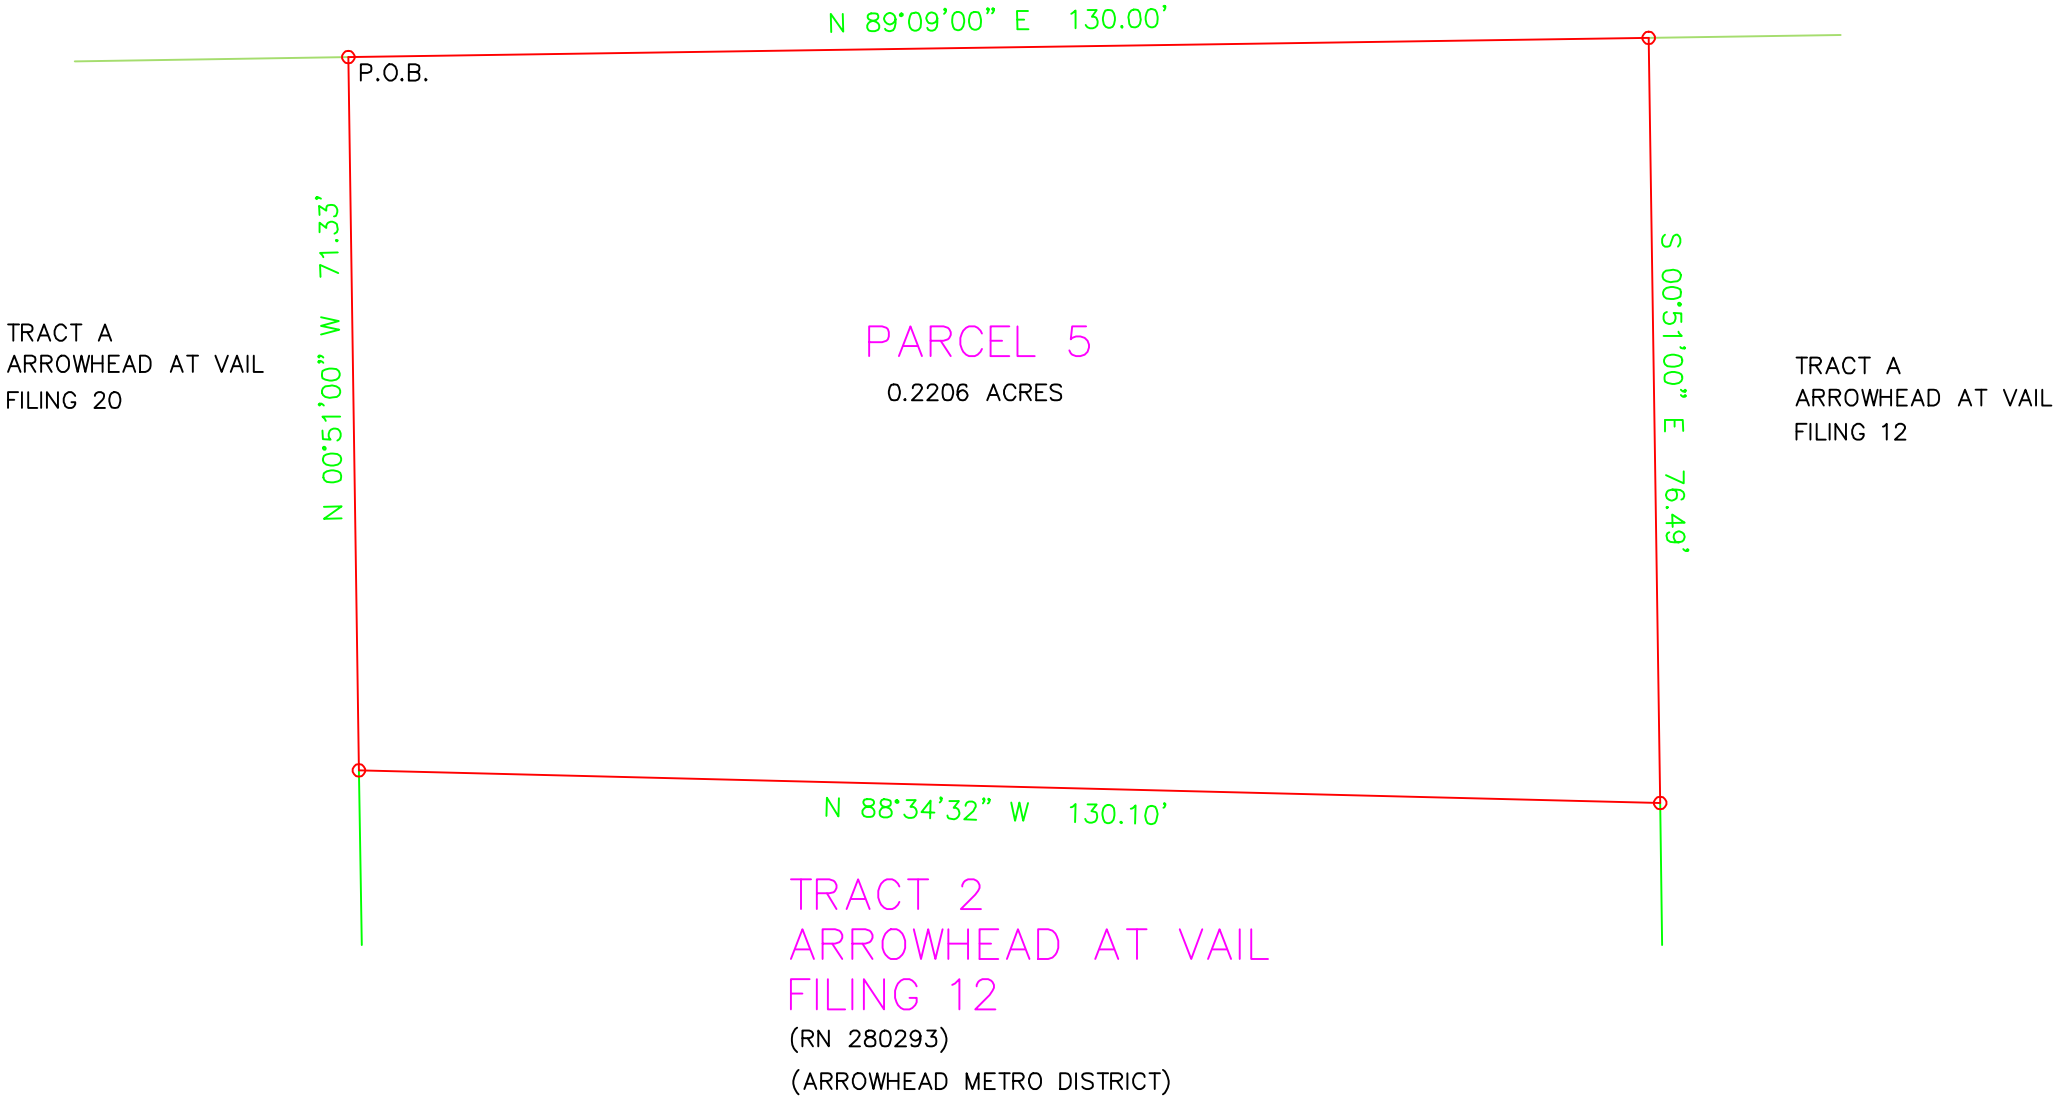 N 89°09'00" E 130.00'
P.O.B.
N 00°51'00" W 71.33'
S 00°51'00" E 76.49'
TRACT A
ARROWHEAD AT VAIL
FILING 20
PARCEL 5
0.2206 ACRES
TRACT A
ARROWHEAD AT VAIL
FILING 12
N 88°34'32" W 130.10'
TRACT 2
ARROWHEAD AT VAIL
FILING 12
(RN 280293)
(ARROWHEAD METRO DISTRICT)